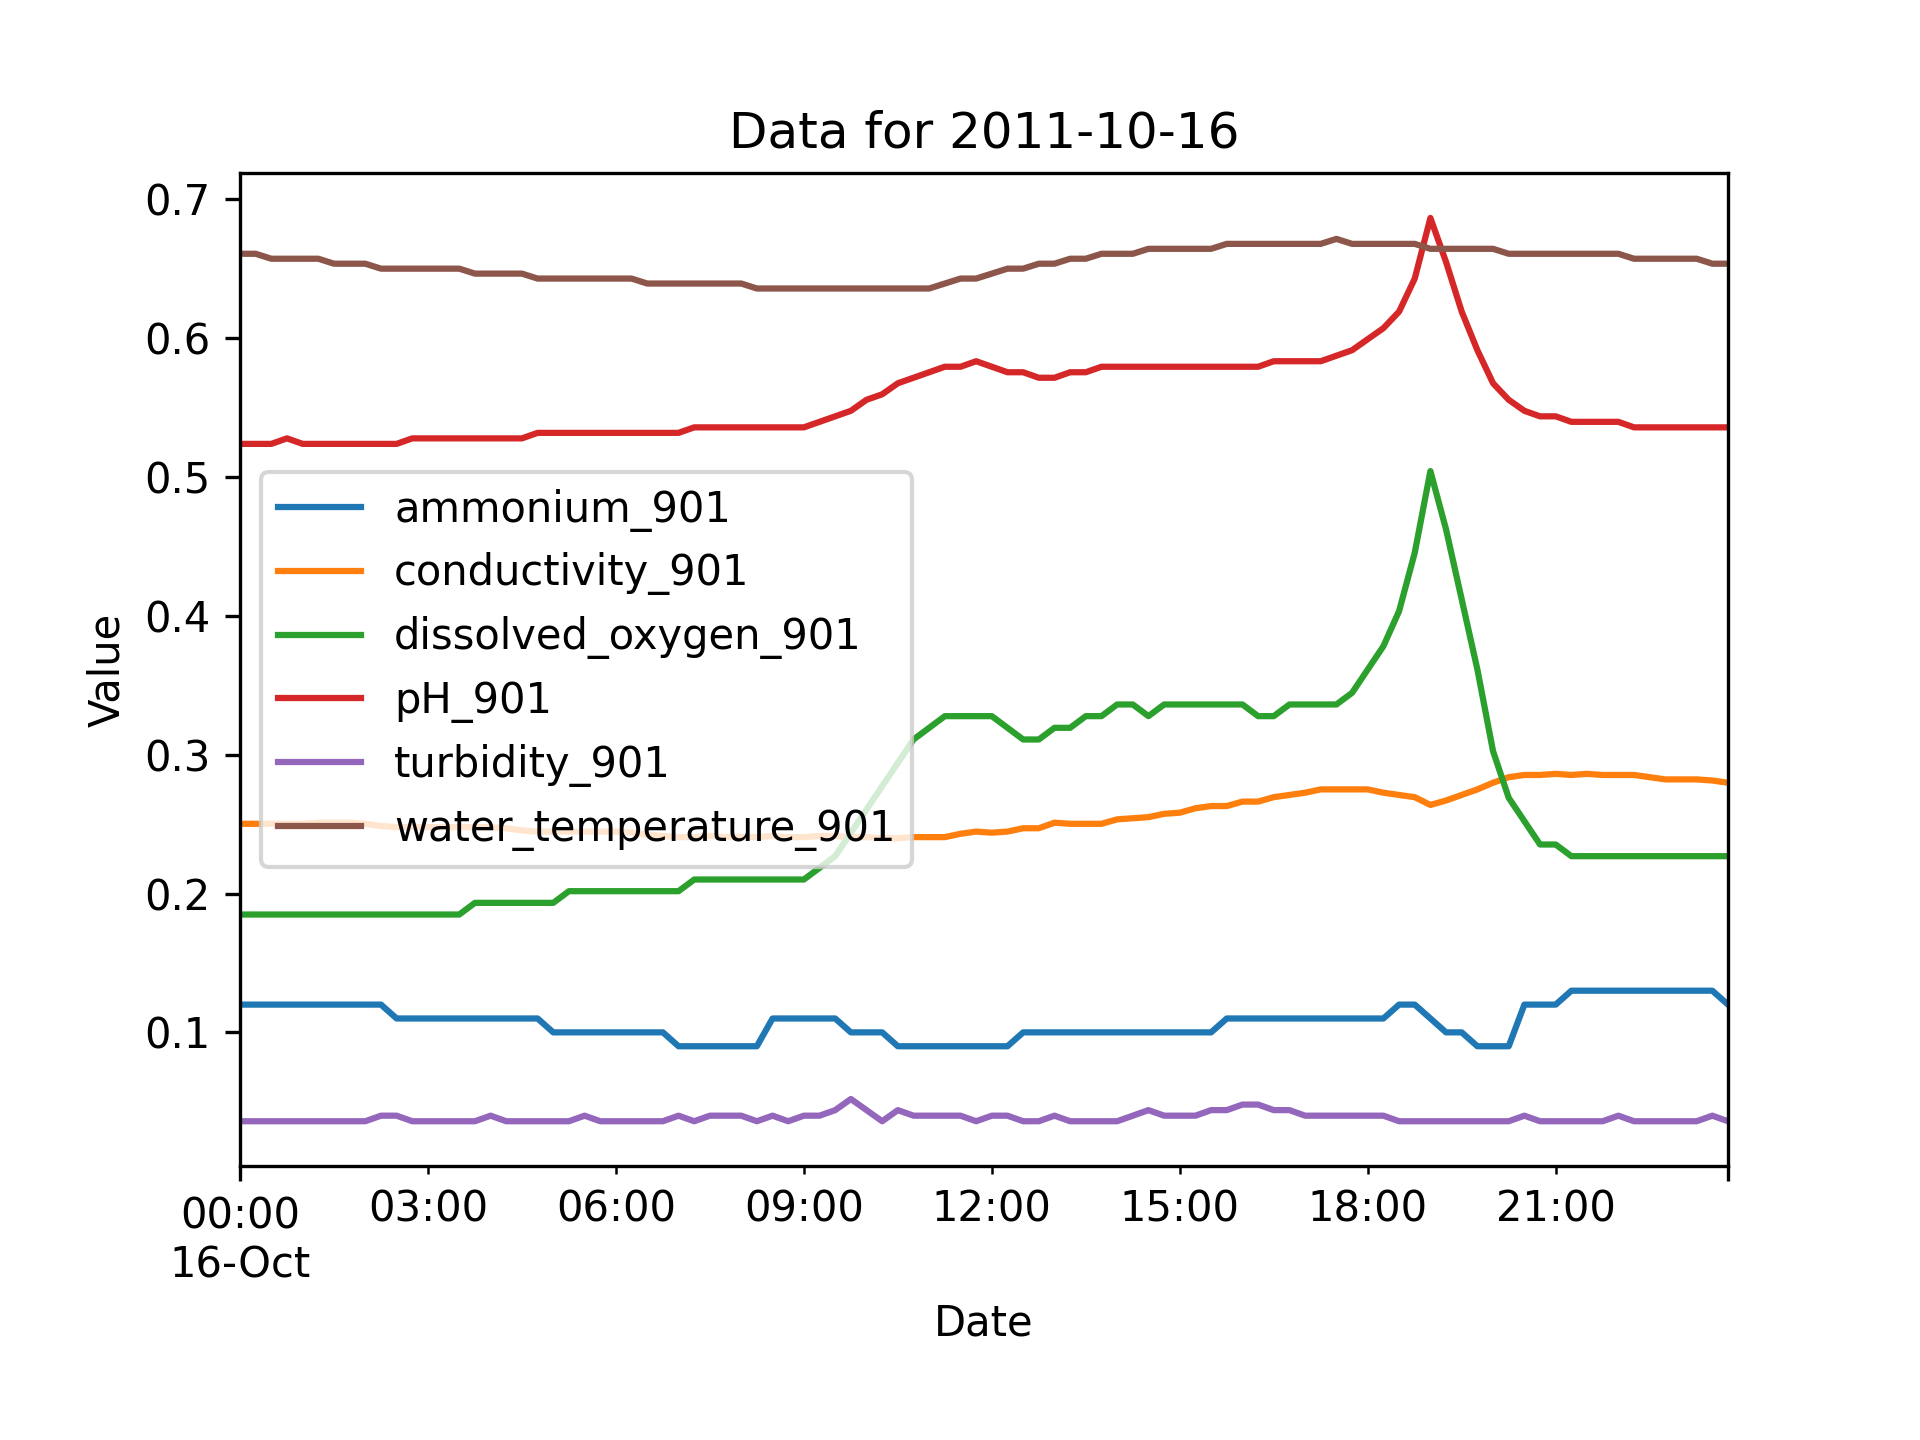 Data for 2011-10-16
0.7
0.6
0.5
0.4
0.3
0.2
0.1
Value
ammonium_901
conductivity_901
dissolved_oxygen_901
pH_901
turbidity_901
water_temperature_901
00:00 03:00 06:00 09:00 12:00 15:00 18:00 21:00
16-Oct
Date